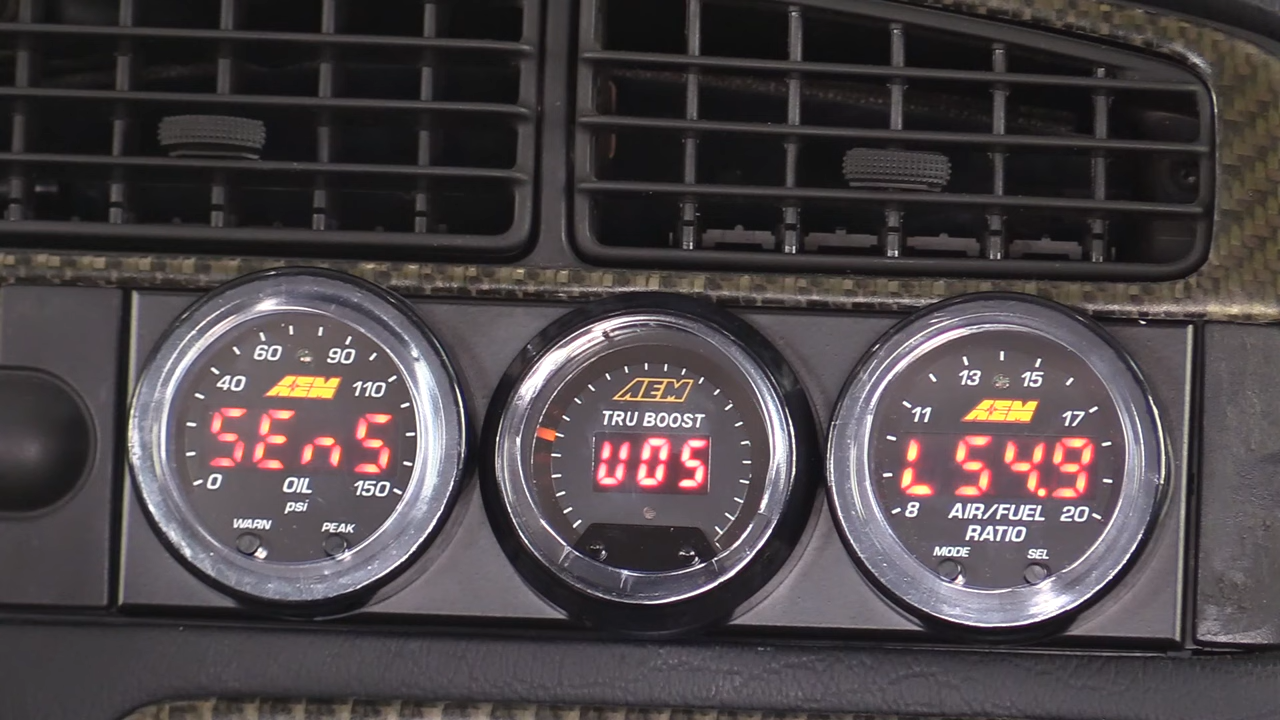 60 90
40 110
AEM
SEnS
0 OIL 150
psi
WARN PEAK
AEM
TRU BOOST
U05
13 15
11 17
AEM
LS4.9
8 AIR/FUEL 20
RATIO
MODE SEL